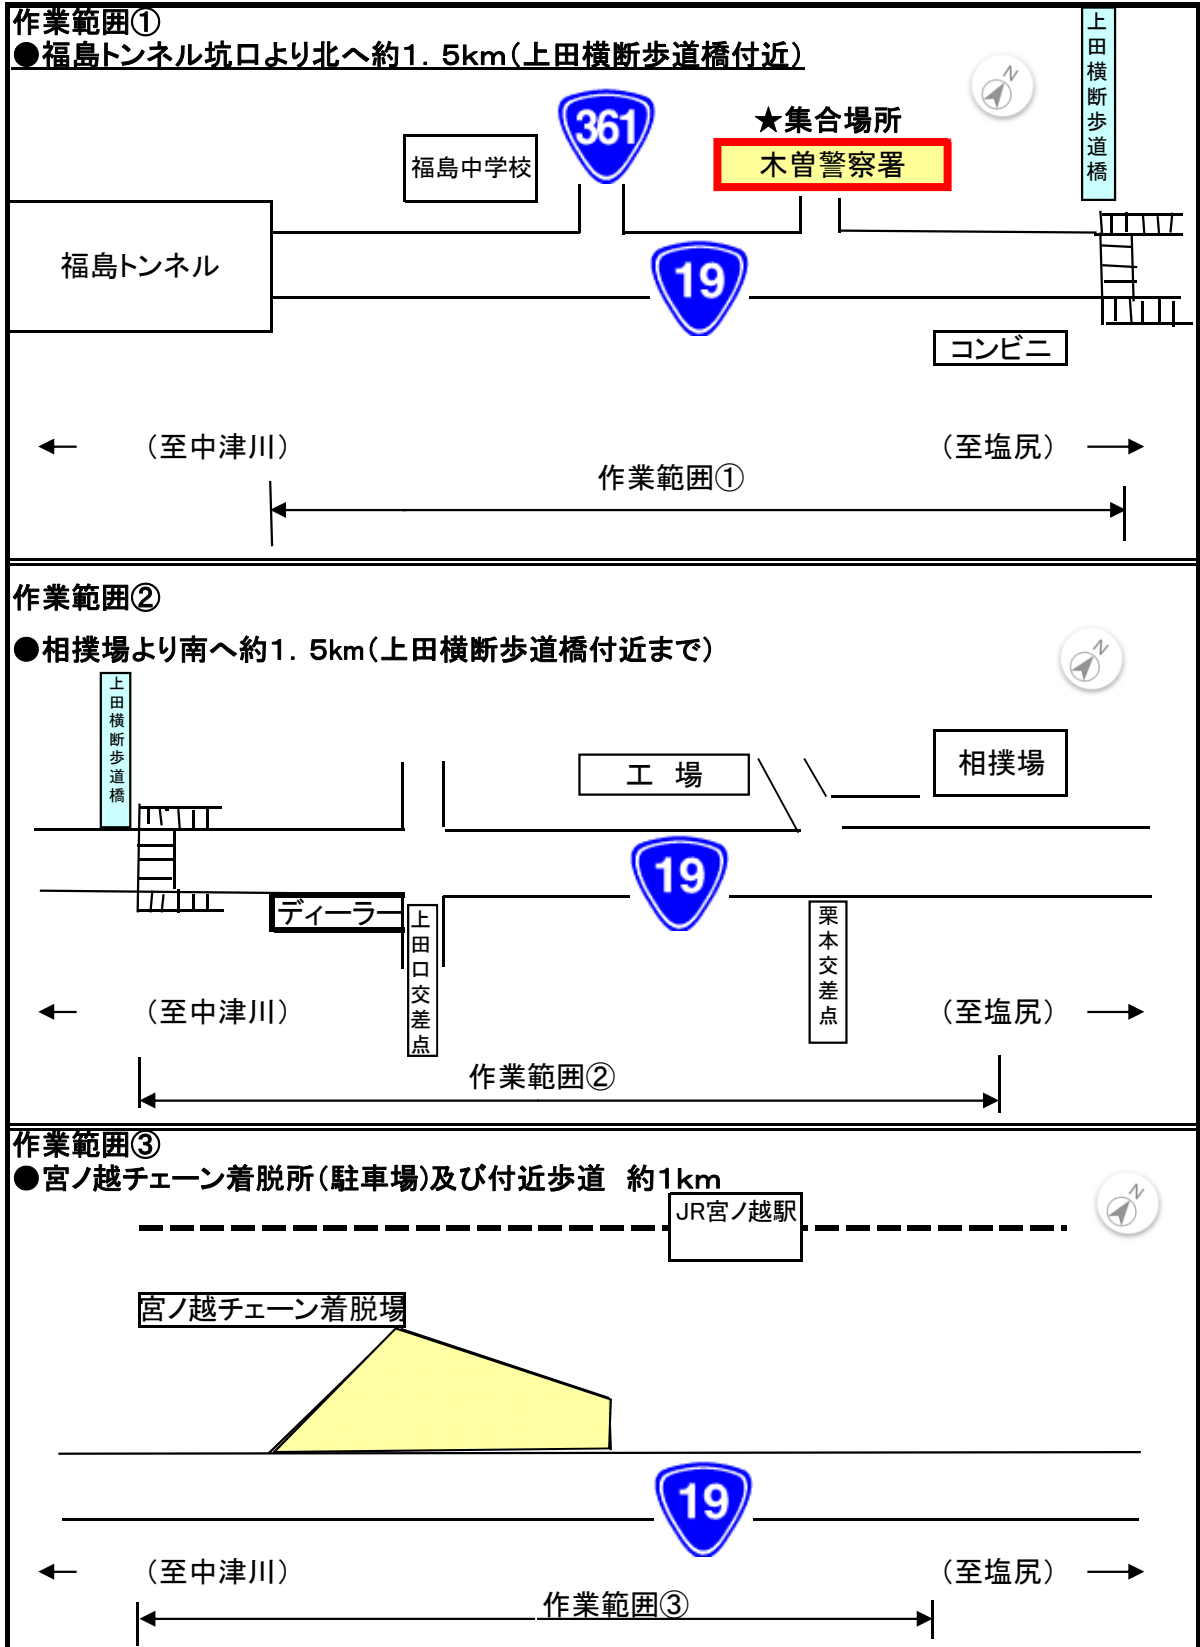 作業範囲①
●福島トンネル坑口より北へ約1．5km（上田横断歩道橋付近）
上田横断歩道橋
N
361
★集合場所
福島中学校
木曽警察署
福島トンネル
19
コンビニ
← （至中津川）
（至塩尻） →
作業範囲①
作業範囲②
●相撲場より南へ約1．5km（上田横断歩道橋付近まで）
N
上田横断歩道橋
工 場
相撲場
19
ディーラー
上田口交差点
栗本交差点
← （至中津川）
（至塩尻） →
作業範囲②
作業範囲③
●宮ノ越チェーン着脱所（駐車場）及び付近歩道 約1km
N
JR宮ノ越駅
宮ノ越チェーン着脱場
19
← （至中津川）
（至塩尻） →
作業範囲③